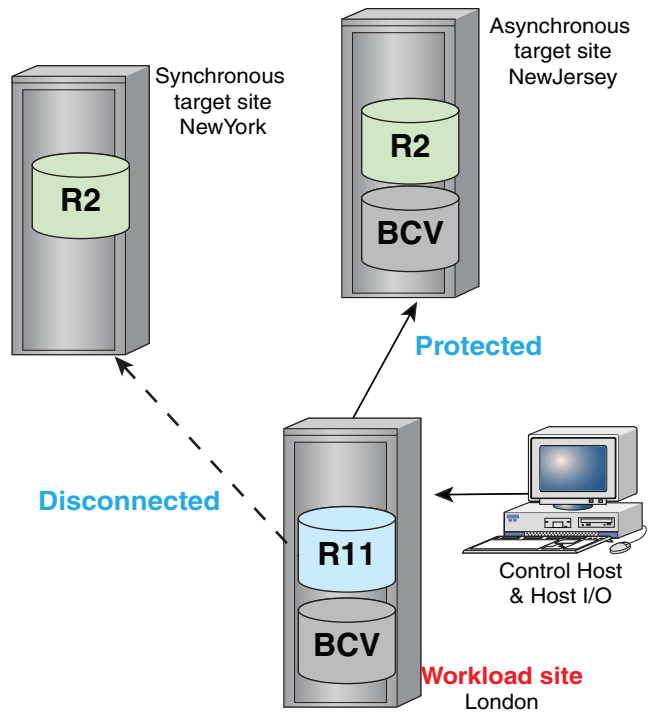 Synchronous
target site
NewYork
R2
Asynchronous
target site
NewJersey
R2
BCV
Protected
Disconnected
R11
BCV
Control Host
& Host I/O
Workload site
London